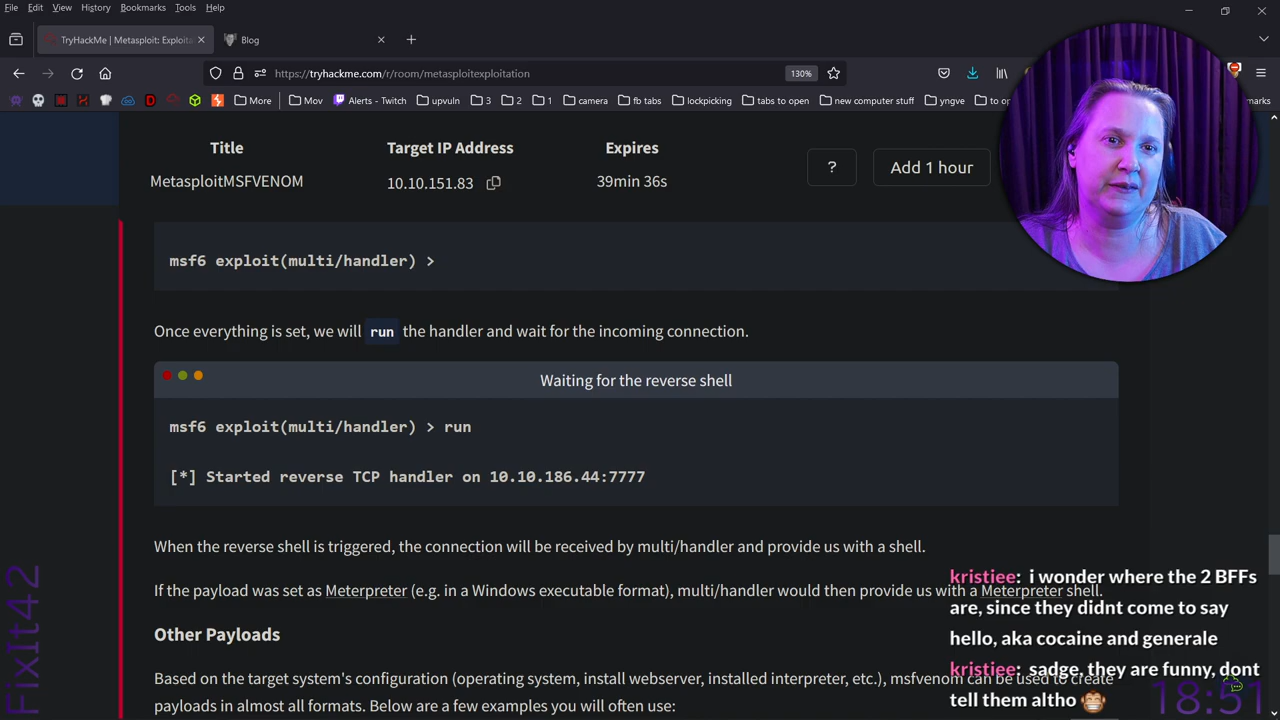 File Edit View History Bookmarks Tools Help
TryHackMe | Metasploit: Exploita
Blog
https://tryhackme.com/r/room/metasploitexploitation
130%
More
Mov
Alerts - Twitch
upvuln
3
2
1
camera
fb tabs
lockpicking
tabs to open
new computer stuff
yngve
to o
marks
Title
Target IP Address
Expires
MetasploitMSFVENOM
10.10.151.83
39min 36s
?
Add 1 hour
msf6 exploit(multi/handler) >
Once everything is set, we will run the handler and wait for the incoming connection.
Waiting for the reverse shell
msf6 exploit(multi/handler) > run
[*] Started reverse TCP handler on 10.10.186.44:7777
When the reverse shell is triggered, the connection will be received by multi/handler and provide us with a shell.
If the payload was set as Meterpreter (e.g. in a Windows executable format), multi/handler would then provide us with a Meterpreter shell.
Other Payloads
Based on the target system's configuration (operating system, install webserver, installed interpreter, etc.), msfvenom can be used to create
payloads in almost all formats. Below are a few examples you will often use:
kristiee: i wonder where the 2 BFFs
are, since they didnt come to say
hello, aka cocaine and generale
kristiee: sadge, they are funny, dont
tell them altho
FixIt42
18:51